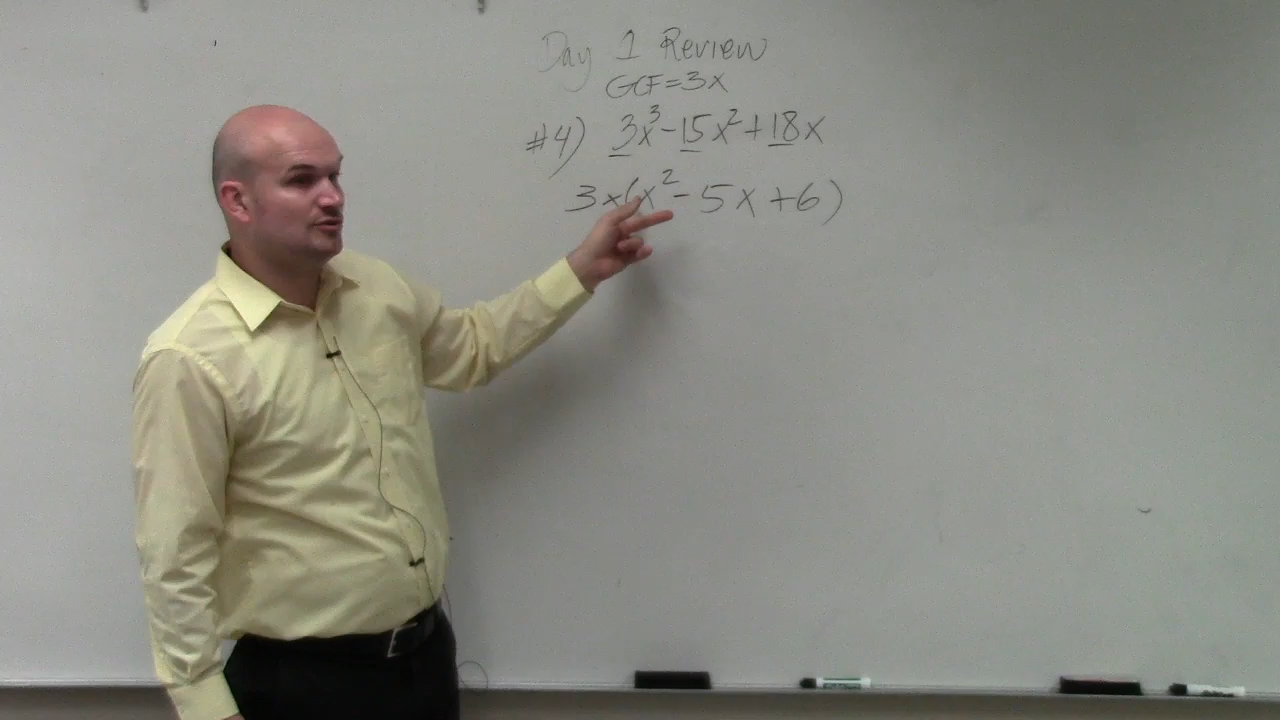 Day 1 Review
GCF=3x
#4) 3x³-15x²+18x
3x(x²-5x+6)